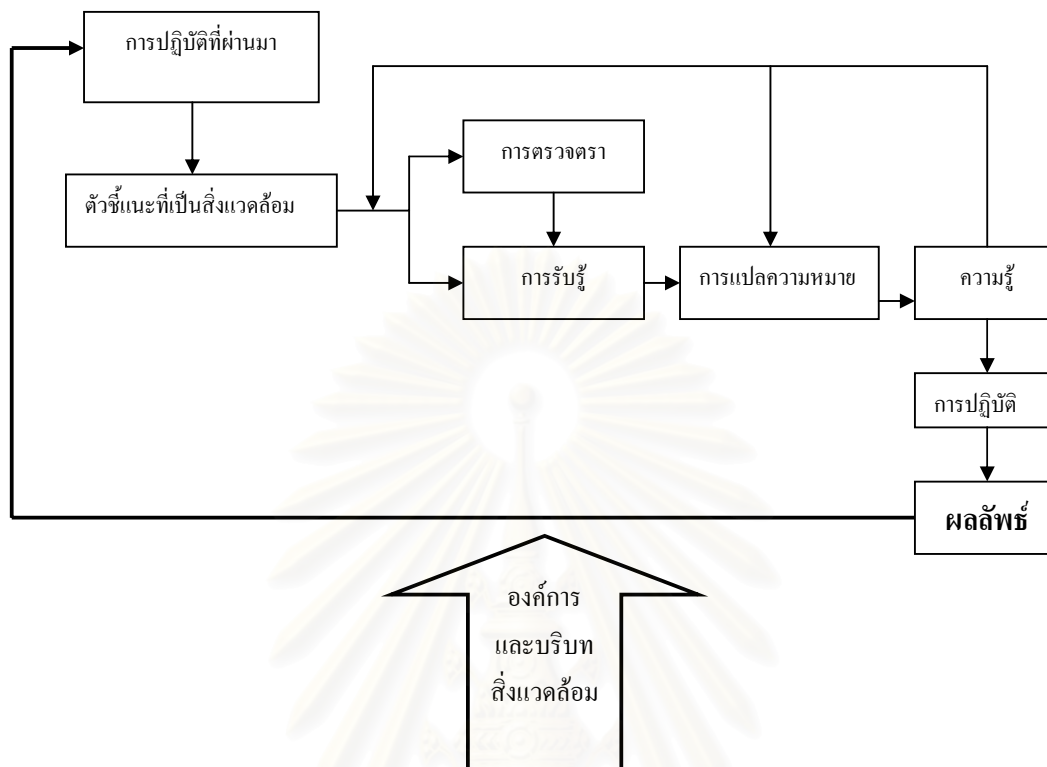 การปฏิบัติที่ผ่านมา
การตรวจตรา
ตัวชี้แนะที่เป็นสิ่งแวดล้อม
การรับรู้
การแปลความหมาย
ความรู้
การปฏิบัติ
ผลลัพธ์
องค์การ
และบริบท
สิ่งแวดล้อม